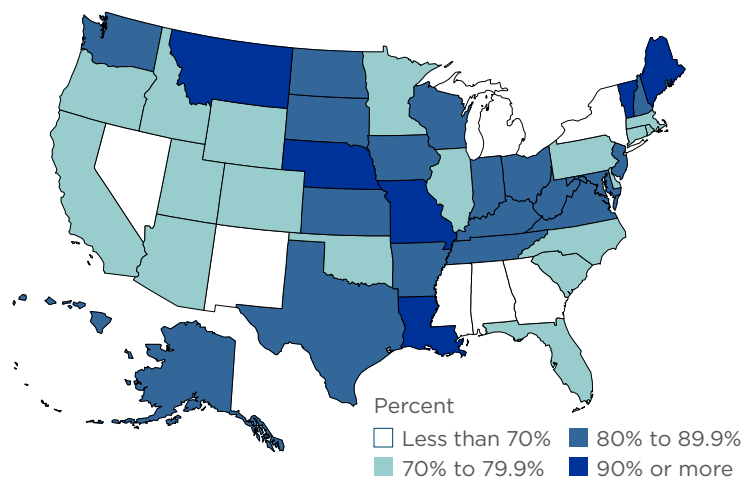 Percent
Less than 70%
80% to 89.9%
70% to 79.9%
90% or more